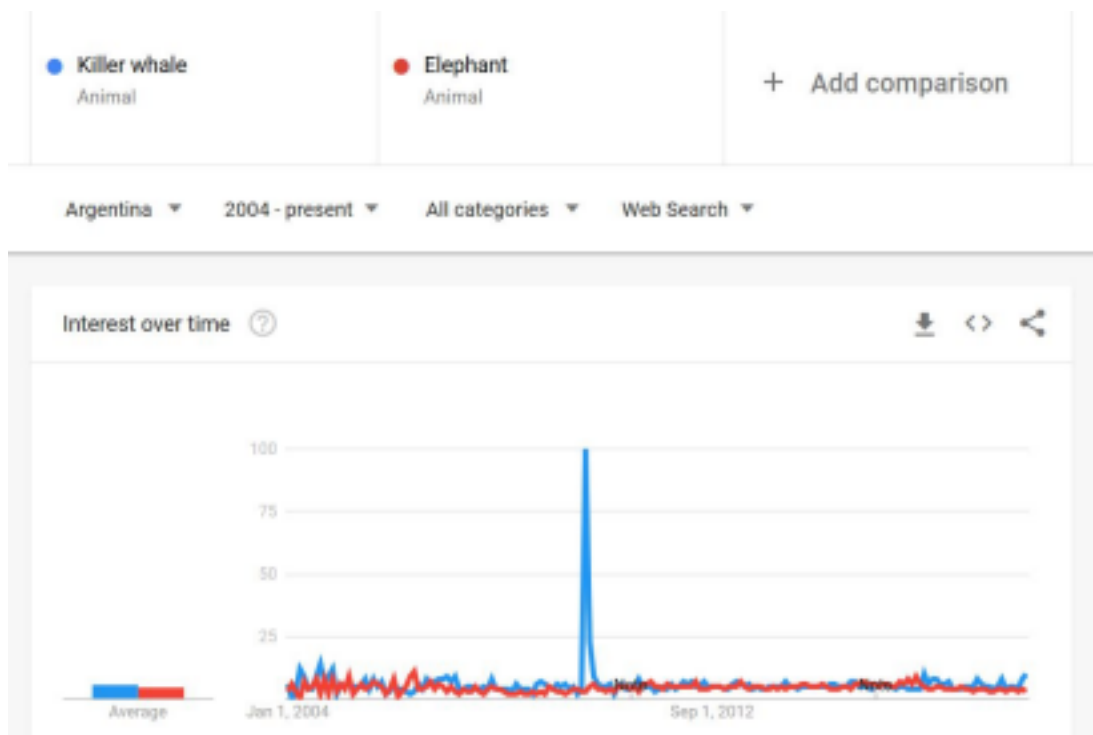 Killer whale
Animal
Elephant
Animal
+ Add comparison
Argentina
2004 - present
All categories
Web Search
Interest over time ?
100
75
50
25
Average
Jan 1, 2004
Sep 1, 2012